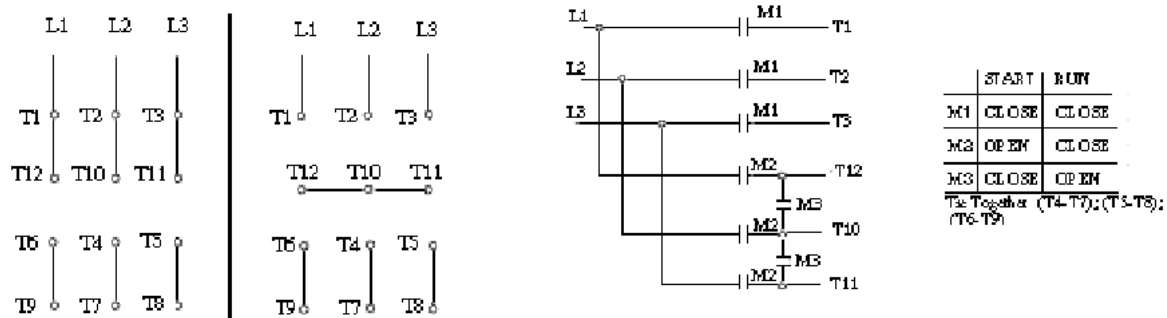 L1 L2 L3
T1 T2 T3
T12 T10 T11
T6 T4 T5
T9 T7 T8
L1 L2 L3
T1 T2 T3
T12 T10 T11
T6 T4 T5
T9 T7 T8
L1 M1 T1
L2 M1 T2
L3 M1 T3
M2 T12
M3
M2 T10
M3
M2 T11
START RUN
M1 CLOSE CLOSE
M2 OPEN CLOSE
M3 CLOSE OPEN
Tie Together (T4-T7); (T5-T8);
(T6-T9)